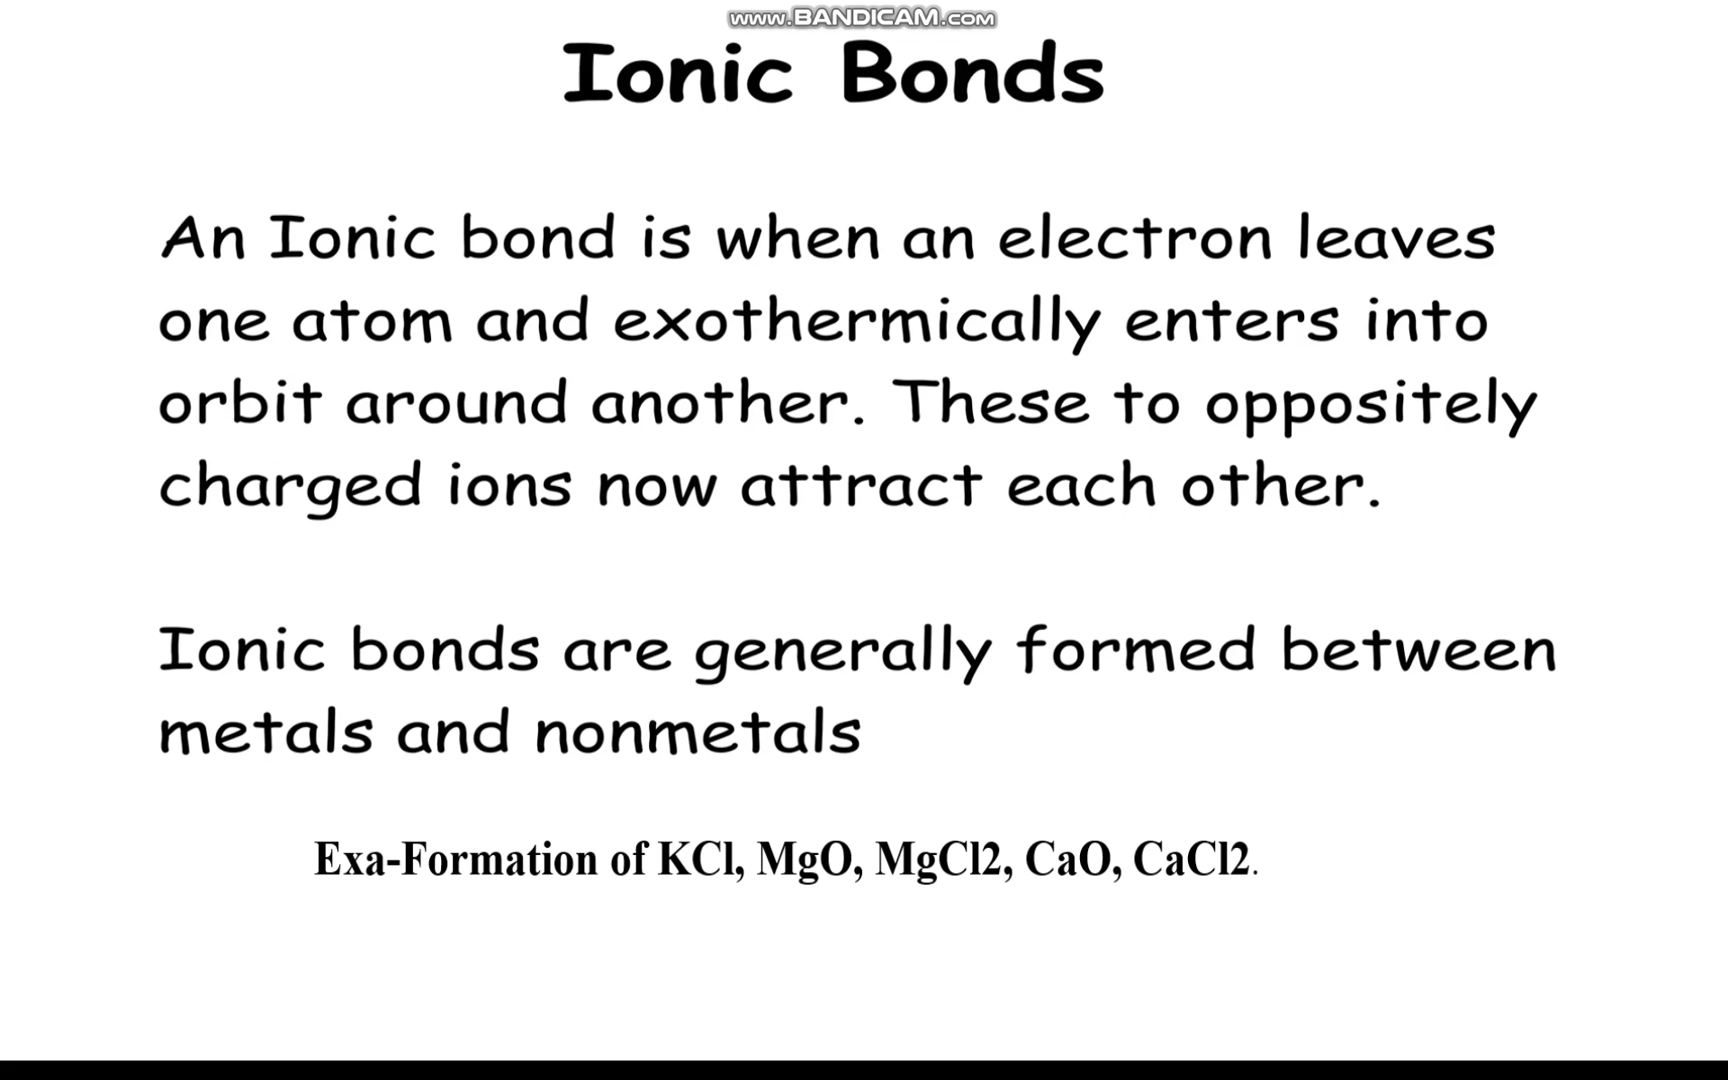 www.BANDICAM.com
Ionic Bonds
An Ionic bond is when an electron leaves
one atom and exothermically enters into
orbit around another. These to oppositely
charged ions now attract each other.
Ionic bonds are generally formed between
metals and nonmetals
Exa-Formation of KCl, MgO, MgCl2, CaO, CaCl2.